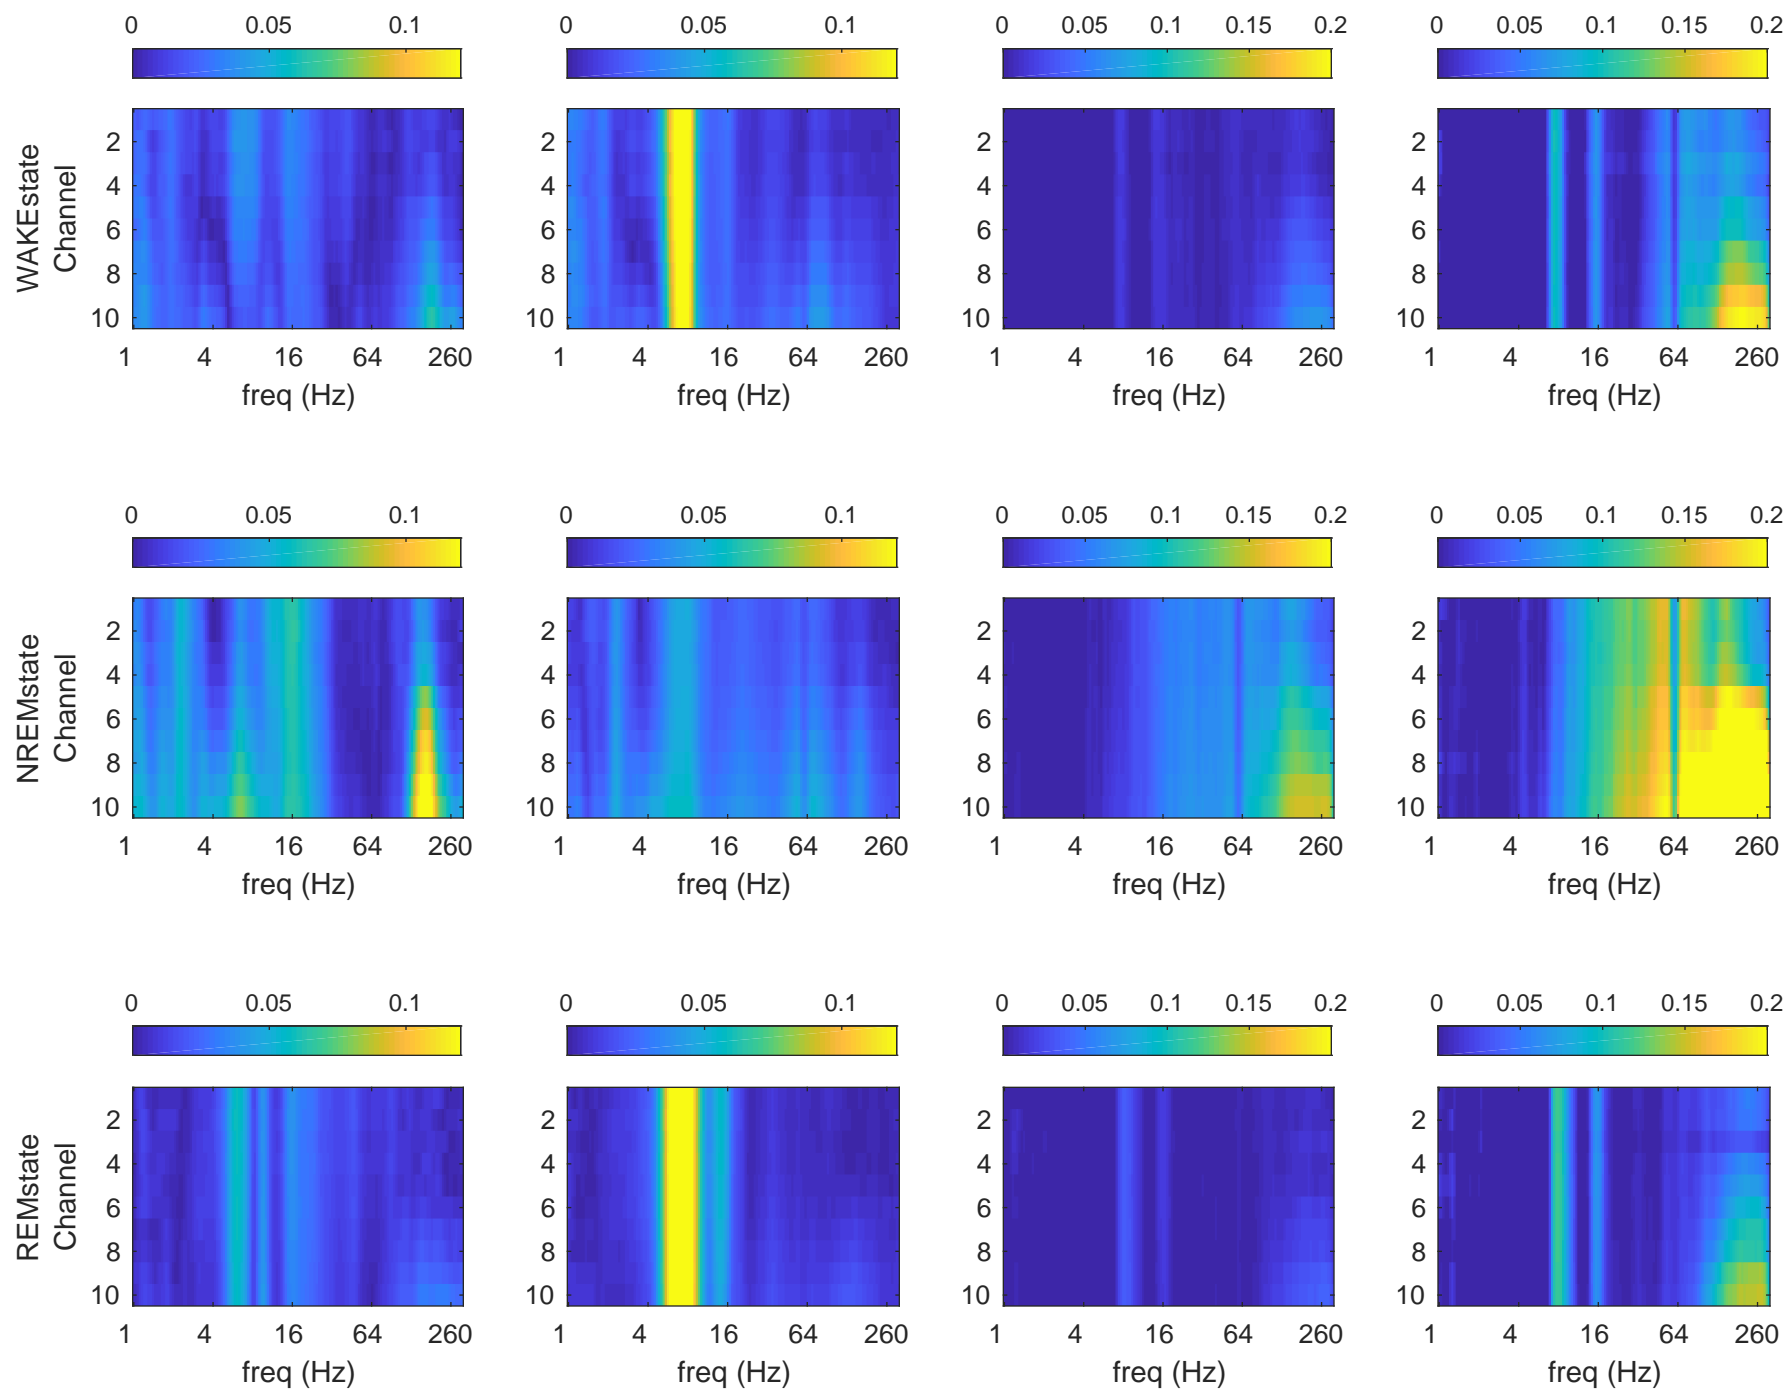 0 0.05 0.1 0 0.05 0.1 0 0.05 0.1 0.15 0.2 0 0.05 0.1 0.15 0.2
WAKEstate
Channel
2 2 2 2
4 4 4 4
6 6 6 6
8 8 8 8
10 10 10 10
1 4 16 64 260 1 4 16 64 260 1 4 16 64 260 1 4 16 64 260
freq (Hz) freq (Hz) freq (Hz) freq (Hz)
0 0.05 0.1 0 0.05 0.1 0 0.05 0.1 0.15 0.2 0 0.05 0.1 0.15 0.2
NREMstate
Channel
2 2 2 2
4 4 4 4
6 6 6 6
8 8 8 8
10 10 10 10
1 4 16 64 260 1 4 16 64 260 1 4 16 64 260 1 4 16 64 260
freq (Hz) freq (Hz) freq (Hz) freq (Hz)
0 0.05 0.1 0 0.05 0.1 0 0.05 0.1 0.15 0.2 0 0.05 0.1 0.15 0.2
REMstate
Channel
2 2 2 2
4 4 4 4
6 6 6 6
8 8 8 8
10 10 10 10
1 4 16 64 260 1 4 16 64 260 1 4 16 64 260 1 4 16 64 260
freq (Hz) freq (Hz) freq (Hz) freq (Hz)